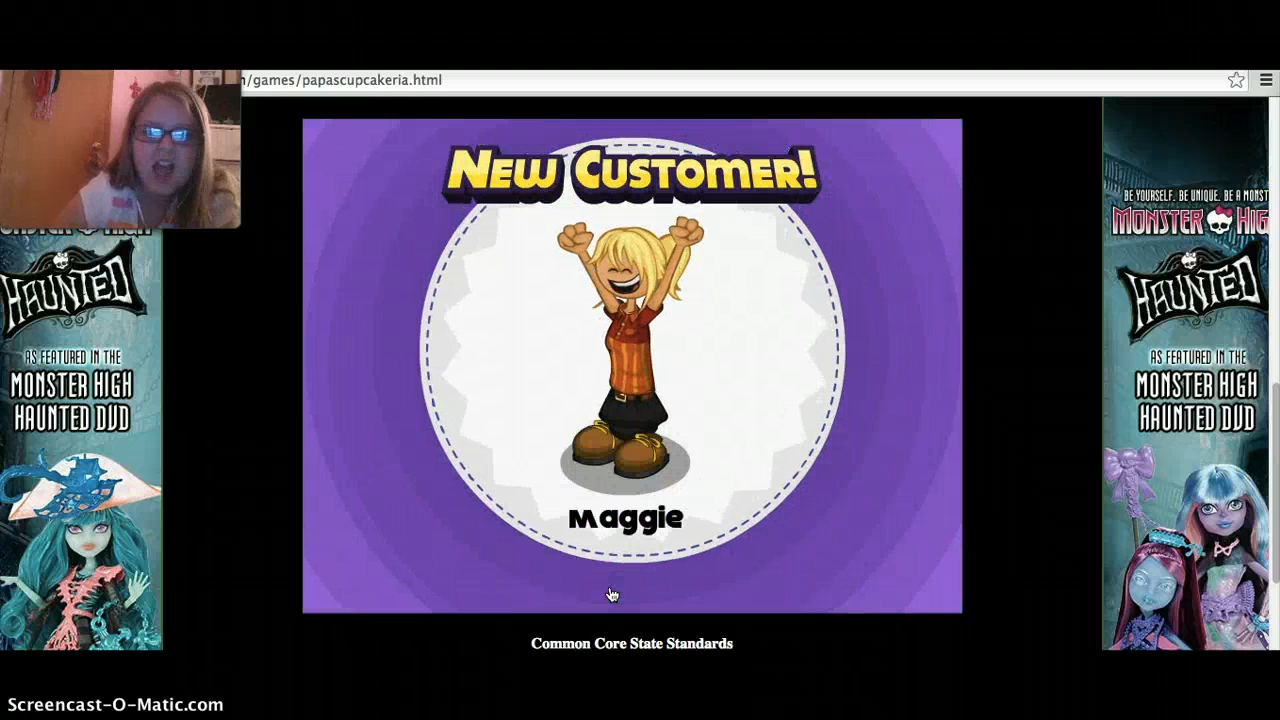 /games/papascupcakeria.html
NEW CUSTOMER!
Maggie
Common Core State Standards
HAUNTED
AS FEATURED IN THE
MONSTER HIGH
HAUNTED DVD
BE YOURSELF. BE UNIQUE. BE A MONST
MONSTER HIG
HAUNTED
AS FEATURED IN THE
MONSTER HIGH
HAUNTED DVD
Screencast-O-Matic.com